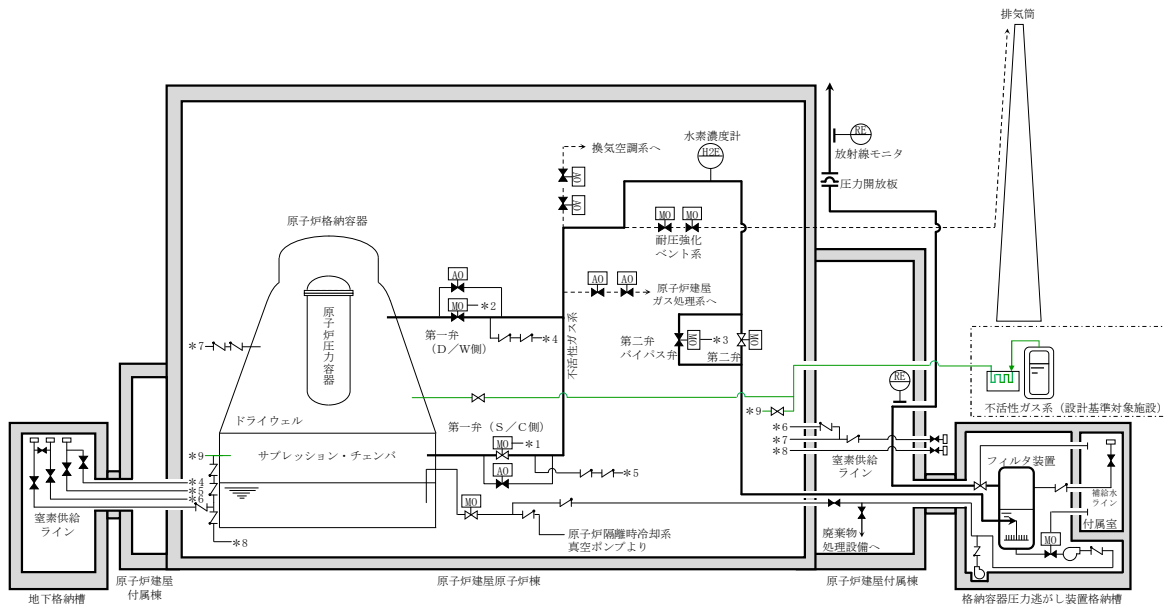 排気筒
水素濃度計
H2E
換気空調系へ
AO
AO
RE
放射線モニタ
圧力開放板
原子炉格納容器
MO
MO
耐圧強化
ベント系
AO
AO
原子炉建屋
ガス処理系へ
AO
MO
＊2
第一弁
(D／W側)
＊4
不活性ガス系
原子炉圧力容器
第二弁
バイパス弁
MO
＊3
第二弁
MO
＊7
RE
不活性ガス系（設計基準対象施設）
ドライウェル
第一弁（S／C側）
MO
＊1
＊9
＊6
＊7
＊8
窒素供給
ライン
＊9
サプレッション・チェンバ
AO
＊5
フィルタ装置
＊4
＊5
＊6
窒素供給
ライン
MO
補給水
ライン
付属室
MO
＊8
原子炉隔離時冷却系
真空ポンプより
廃棄物
処理設備へ
地下格納槽
原子炉建屋
付属棟
原子炉建屋原子炉棟
原子炉建屋付属棟
格納容器圧力逃がし装置格納槽